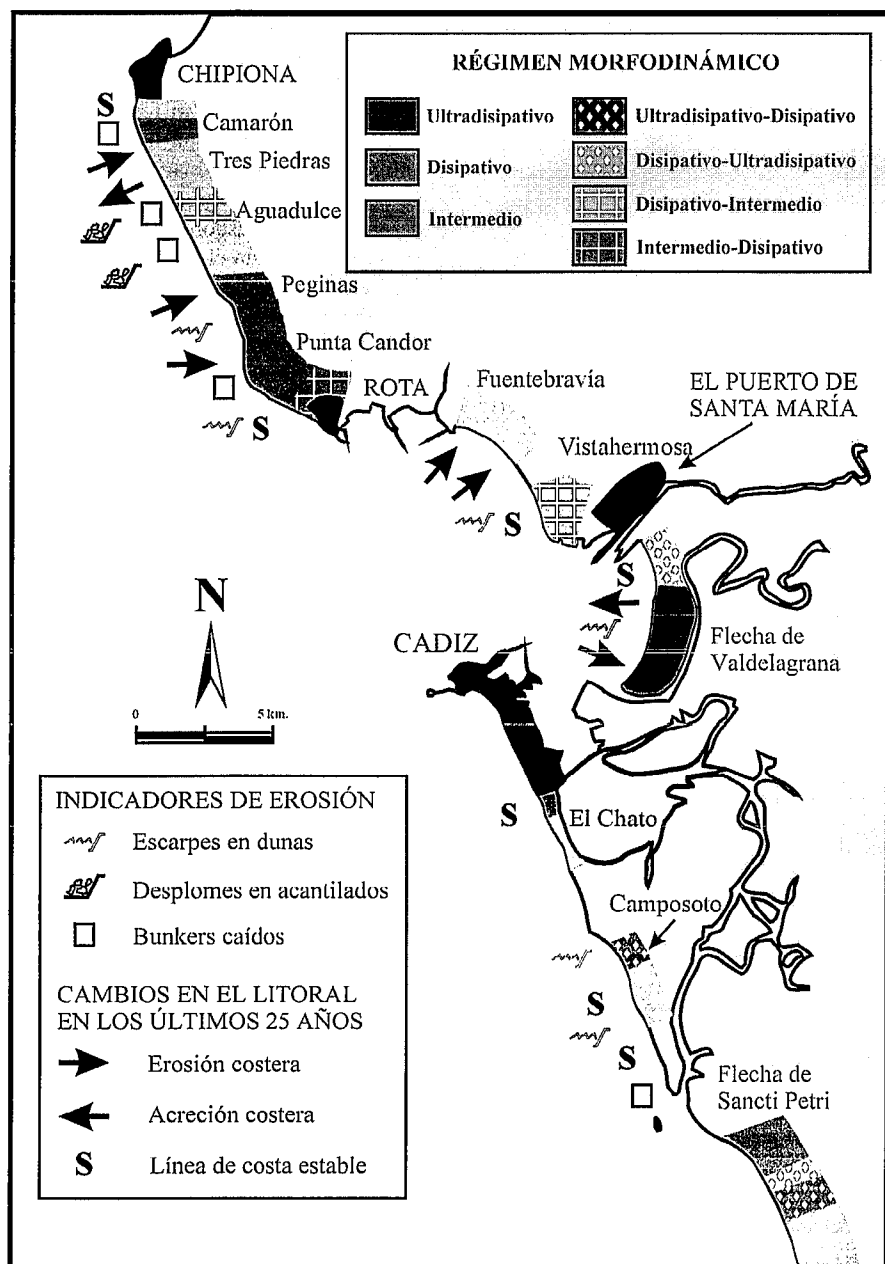 CHIPIONA
S
Camarón
Tres Piedras
Aguadulce
Peginas
Punta Candor
ROTA
S
RÉGIMEN MORFODINÁMICO
Ultradisipativo
Disipativo
Intermedio
Ultradisipativo-Disipativo
Disipativo-Ultradisipativo
Disipativo-Intermedio
Intermedio-Disipativo
Fuentebravía
EL PUERTO DE
SANTA MARÍA
Vistahermosa
S
S
Flecha de
Valdelagrana
N
0 5 km.
CADIZ
S
El Chato
Camposoto
S
S
Flecha de
Sancti Petri
INDICADORES DE EROSIÓN
Escarpes en dunas
Desplomes en acantilados
Bunkers caídos
CAMBIOS EN EL LITORAL
EN LOS ÚLTIMOS 25 AÑOS
Erosión costera
Acreción costera
S Línea de costa estable